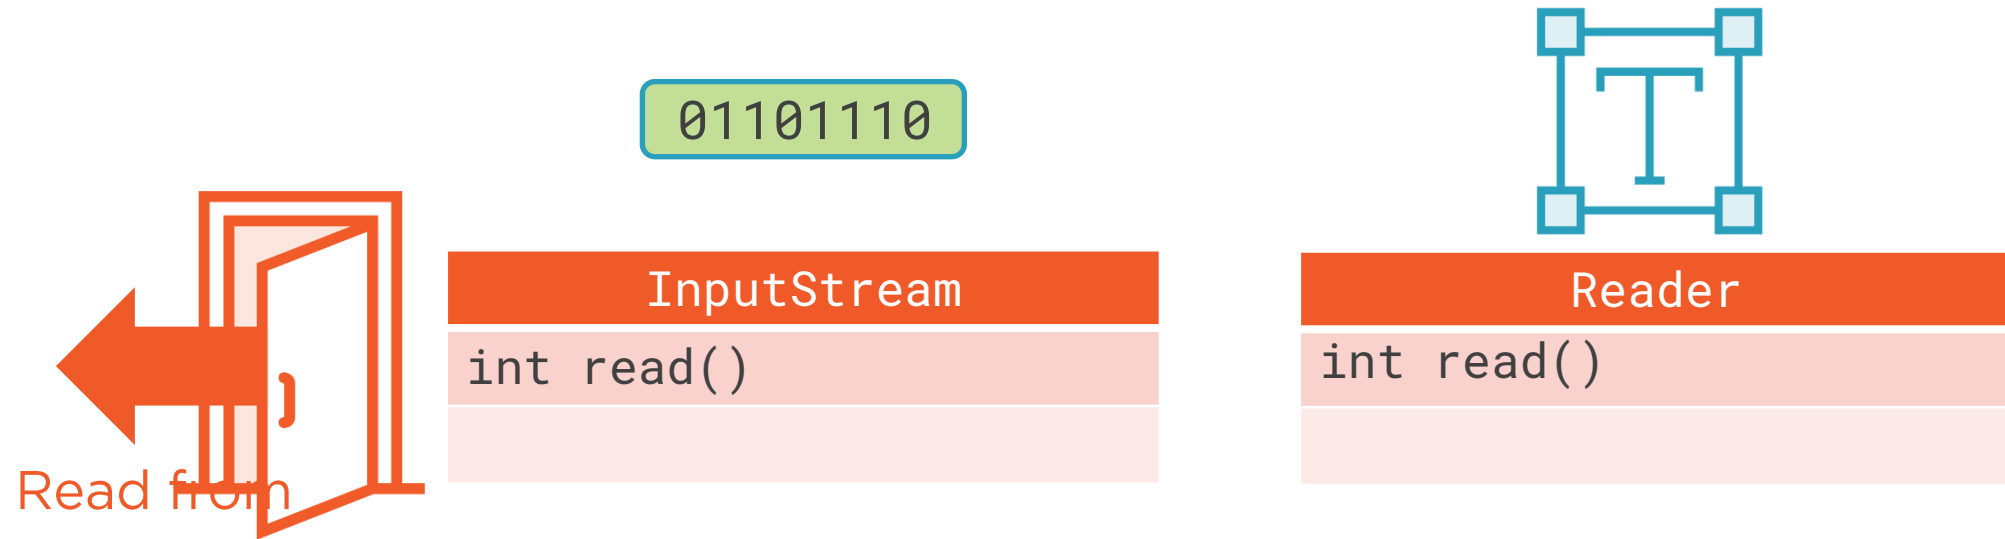 01101110
T
InputStream
Reader
int read()
int read()
Read from